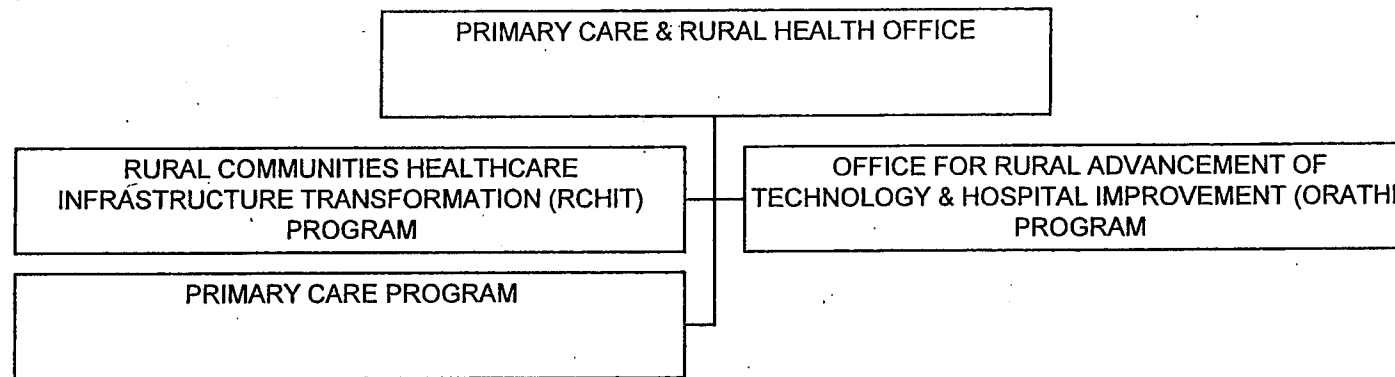 PRIMARY CARE & RURAL HEALTH OFFICE
RURAL COMMUNITIES HEALTHCARE
INFRASTRUCTURE TRANSFORMATION (RCHIT)
PROGRAM
OFFICE FOR RURAL ADVANCEMENT OF
TECHNOLOGY & HOSPITAL IMPROVEMENT (ORATHI
PROGRAM
PRIMARY CARE PROGRAM